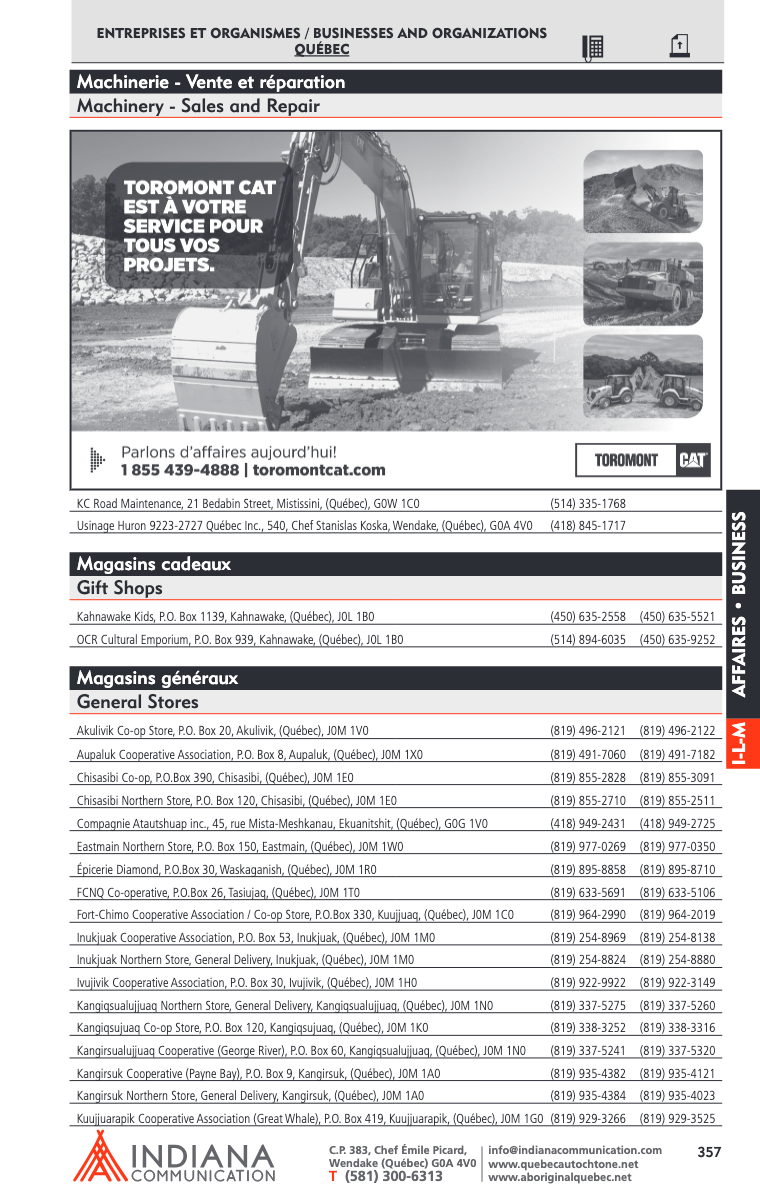 ENTREPRISES ET ORGANISMES / BUSINESSES AND ORGANIZATIONS
QUÉBEC
Machinerie - Vente et réparation
Machinery - Sales and Repair
TOROMONT CAT
EST À VOTRE
SERVICE POUR
TOUS VOS
PROJETS.
Parlons d'affaires aujourd'hui!
1 855 439-4888 | toromontcat.com
TOROMONT CAT
KC Road Maintenance, 21 Bedabin Street, Mistissini, (Québec), G0W 1C0 (514) 335-1768
Usinage Huron 9223-2727 Québec Inc., 540, Chef Stanislas Koska, Wendake, (Québec), G0A 4V0 (418) 845-1717
Magasins cadeaux
Gift Shops
Kahnawake Kids, P.O. Box 1139, Kahnawake, (Québec), J0L 1B0 (450) 635-2558 (450) 635-5521
OCR Cultural Emporium, P.O. Box 939, Kahnawake, (Québec), J0L 1B0 (514) 894-6035 (450) 635-9252
Magasins généraux
General Stores
Akulivik Co-op Store, P.O. Box 20, Akulivik, (Québec), J0M 1V0 (819) 496-2121 (819) 496-2122
Aupaluk Cooperative Association, P.O. Box 8, Aupaluk, (Québec), J0M 1X0 (819) 491-7060 (819) 491-7182
Chisasibi Co-op, P.O.Box 390, Chisasibi, (Québec), J0M 1E0 (819) 855-2828 (819) 855-3091
Chisasibi Northern Store, P.O. Box 120, Chisasibi, (Québec), J0M 1E0 (819) 855-2710 (819) 855-2511
Compagnie Atautshuap inc., 45, rue Mista-Meshkanau, Ekuanitshit, (Québec), G0G 1V0 (418) 949-2431 (418) 949-2725
Eastmain Northern Store, P.O. Box 150, Eastmain, (Québec), J0M 1W0 (819) 977-0269 (819) 977-0350
Épicerie Diamond, P.O.Box 30, Waskaganish, (Québec), J0M 1R0 (819) 895-8858 (819) 895-8710
FCNQ Co-operative, P.O.Box 26, Tasiujaq, (Québec), J0M 1T0 (819) 633-5691 (819) 633-5106
Fort-Chimo Cooperative Association / Co-op Store, P.O.Box 330, Kuujjuaq, (Québec), J0M 1C0 (819) 964-2990 (819) 964-2019
Inukjuak Cooperative Association, P.O. Box 53, Inukjuak, (Québec), J0M 1M0 (819) 254-8969 (819) 254-8138
Inukjuak Northern Store, General Delivery, Inukjuak, (Québec), J0M 1M0 (819) 254-8824 (819) 254-8880
Ivujivik Cooperative Association, P.O. Box 30, Ivujivik, (Québec), J0M 1H0 (819) 922-9922 (819) 922-3149
Kangiqsualujjuaq Northern Store, General Delivery, Kangiqsualujjuaq, (Québec), J0M 1N0 (819) 337-5275 (819) 337-5260
Kangiqsujuaq Co-op Store, P.O. Box 120, Kangiqsujuaq, (Québec), J0M 1K0 (819) 338-3252 (819) 338-3316
Kangirsualujjuaq Cooperative (George River), P.O. Box 60, Kangiqsualujjuaq, (Québec), J0M 1N0 (819) 337-5241 (819) 337-5320
Kangirsuk Cooperative (Payne Bay), P.O. Box 9, Kangirsuk, (Québec), J0M 1A0 (819) 935-4382 (819) 935-4121
Kangirsuk Northern Store, General Delivery, Kangirsuk, (Québec), J0M 1A0 (819) 935-4384 (819) 935-4023
Kuujjuarapik Cooperative Association (Great Whale), P.O. Box 419, Kuujjuarapik, (Québec), J0M 1G0 (819) 929-3266 (819) 929-3525
AFFAIRES • BUSINESS
I-L-M
INDIANA
COMMUNICATION
C.P. 383, Chef Émile Picard,
Wendake (Québec) G0A 4V0
T (581) 300-6313
info@indianacommunication.com
www.quebecautochtone.net
www.aboriginalquebec.net
357